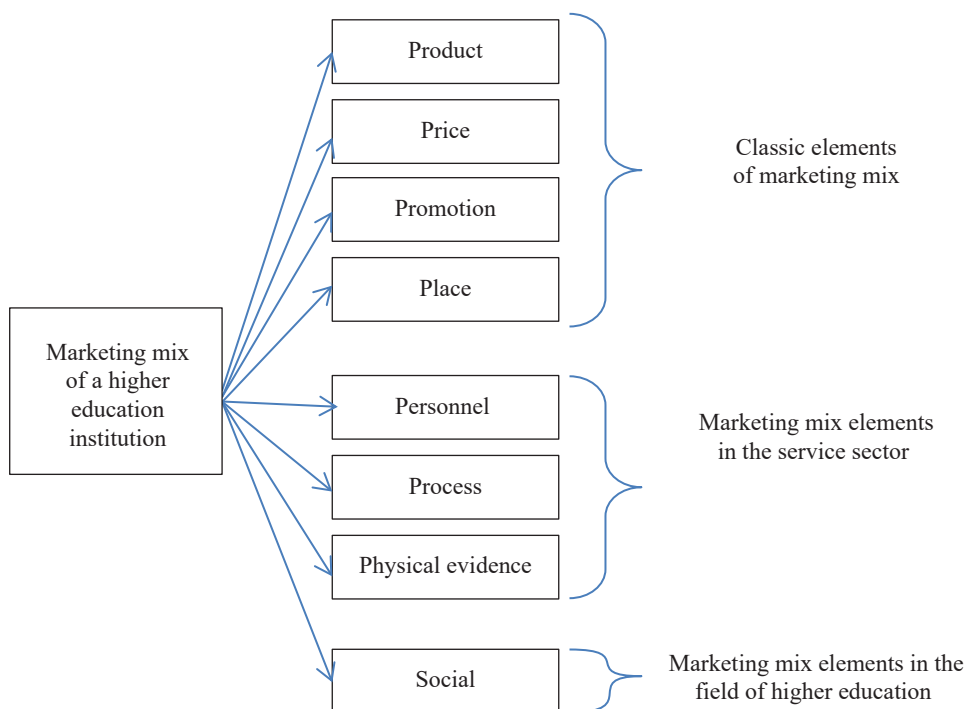 Product
Price
Promotion
Place
Classic elements
of marketing mix
Marketing mix
of a higher
education
institution
Personnel
Process
Physical evidence
Marketing mix elements
in the service sector
Social
Marketing mix elements in the
field of higher education